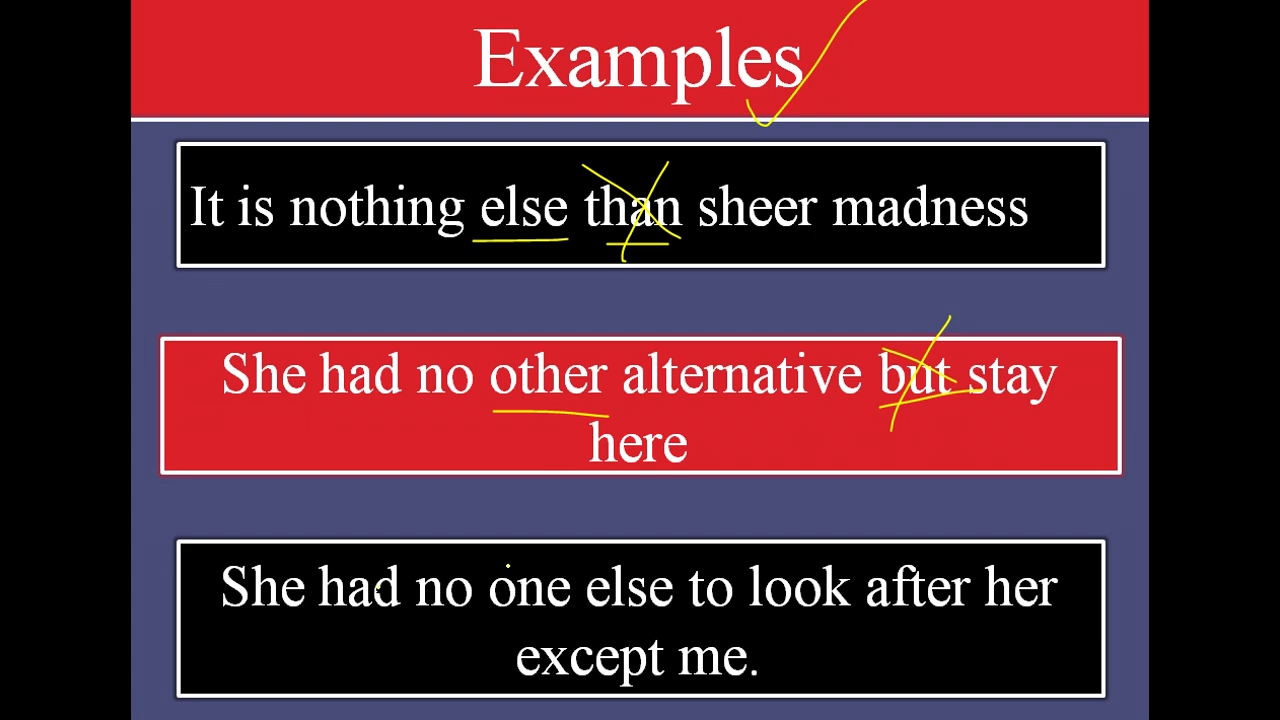 Examples
It is nothing else than sheer madness
She had no other alternative but stay
here
She had no one else to look after her
except me.